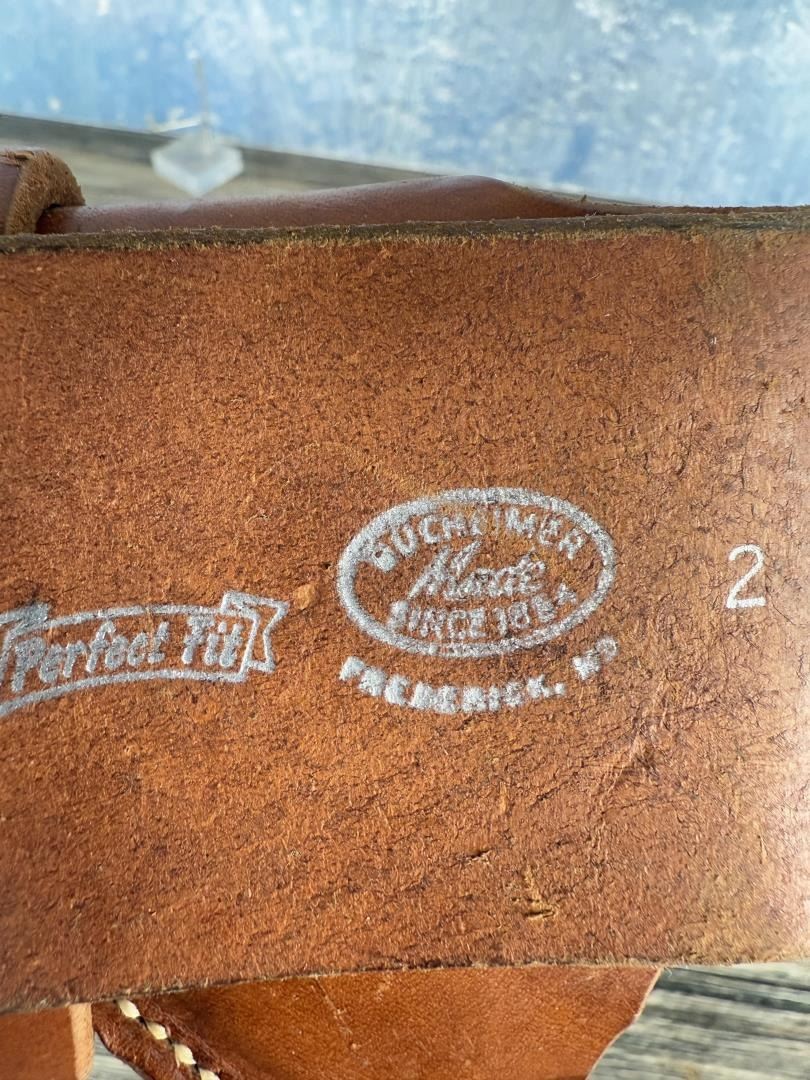 Perfect Fit
BUCHEIMER
Made
SINCE 1884
FREDERICK, MD
2